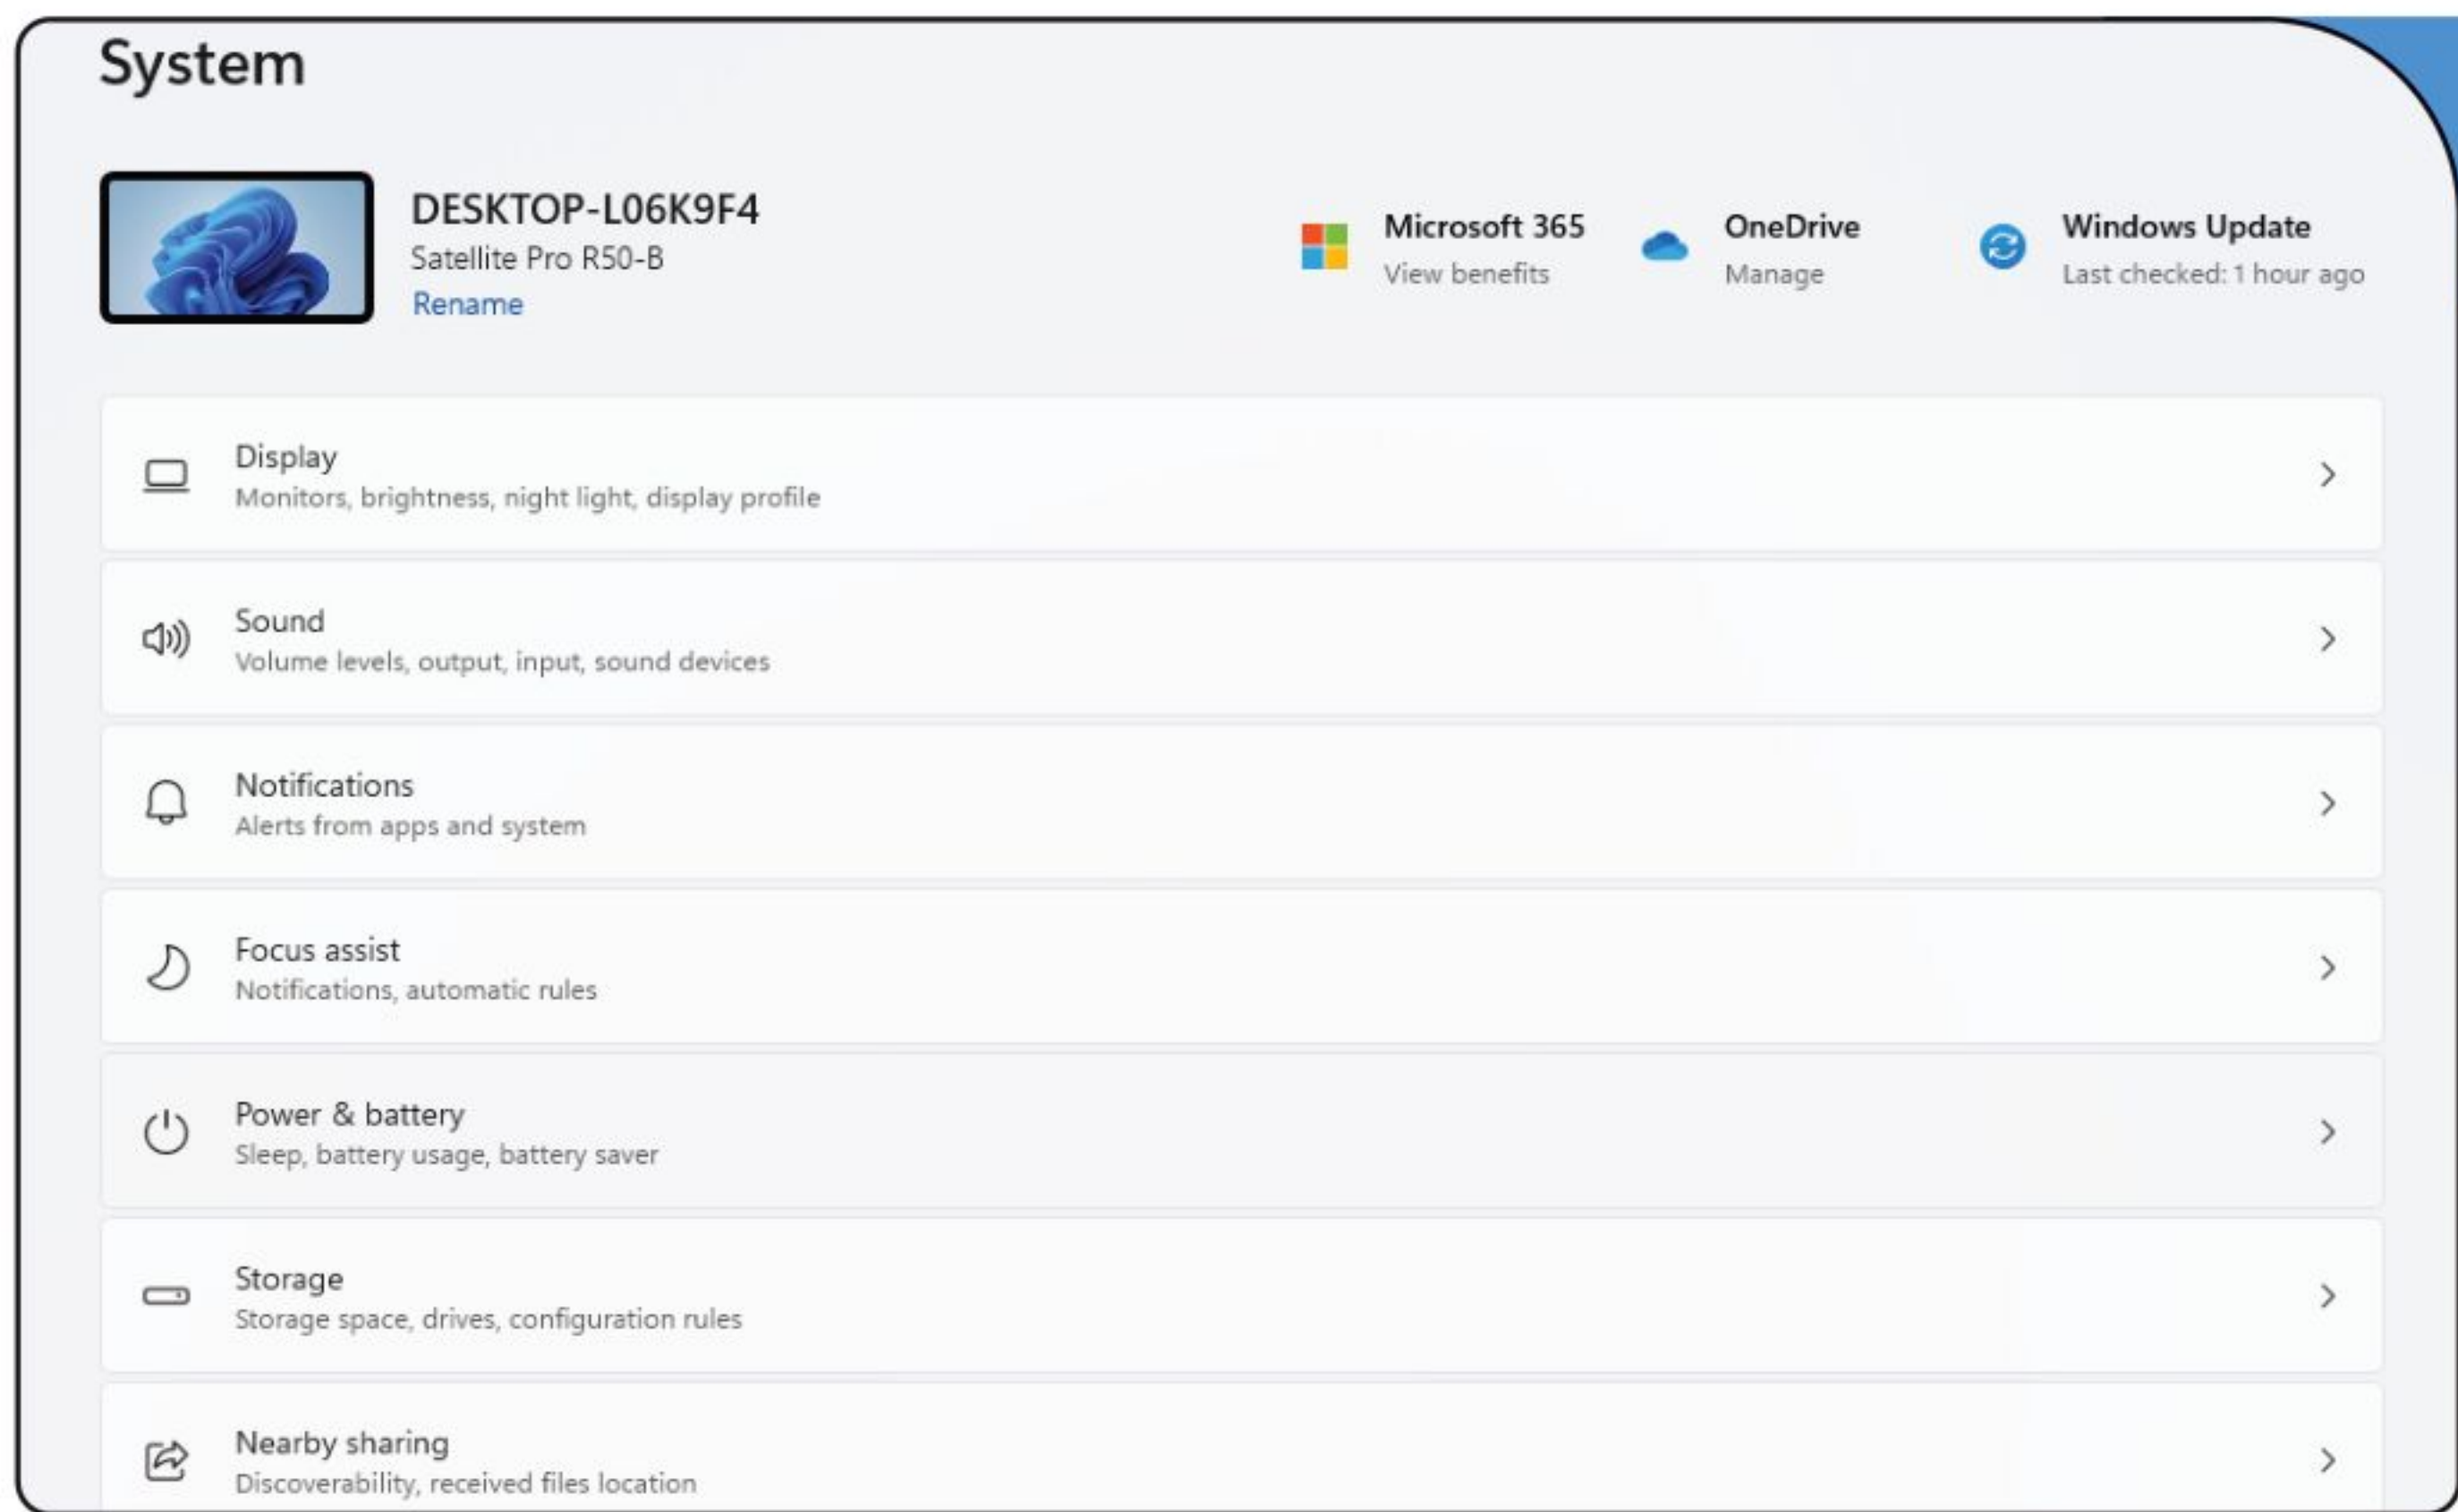 System
DESKTOP-L06K9F4
Satellite Pro R50-B
Rename
Microsoft 365
View benefits
OneDrive
Manage
Windows Update
Last checked: 1 hour ago
Display
Monitors, brightness, night light, display profile
Sound
Volume levels, output, input, sound devices
Notifications
Alerts from apps and system
Focus assist
Notifications, automatic rules
Power & battery
Sleep, battery usage, battery saver
Storage
Storage space, drives, configuration rules
Nearby sharing
Discoverability, received files location